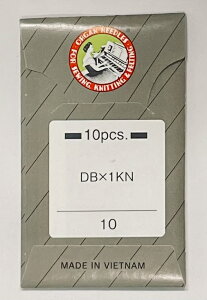 ORGAN NEEDLES
FOR SEWING, KNITTING & FELTING
10pcs.
DB×1KN
10
MADE IN VIETNAM